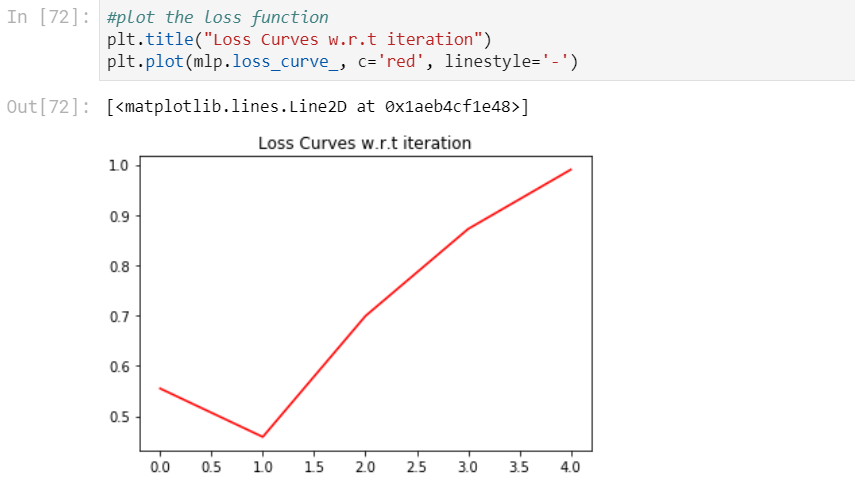 In [72]: #plot the loss function
plt.title("Loss Curves w.r.t iteration")
plt.plot(mlp.loss_curve_, c='red', linestyle='-')
Out[72]: [<matplotlib.lines.Line2D at 0x1aeb4cf1e48>]
Loss Curves w.r.t iteration
1.0
0.9
0.8
0.7
0.6
0.5
0.0 0.5 1.0 1.5 2.0 2.5 3.0 3.5 4.0